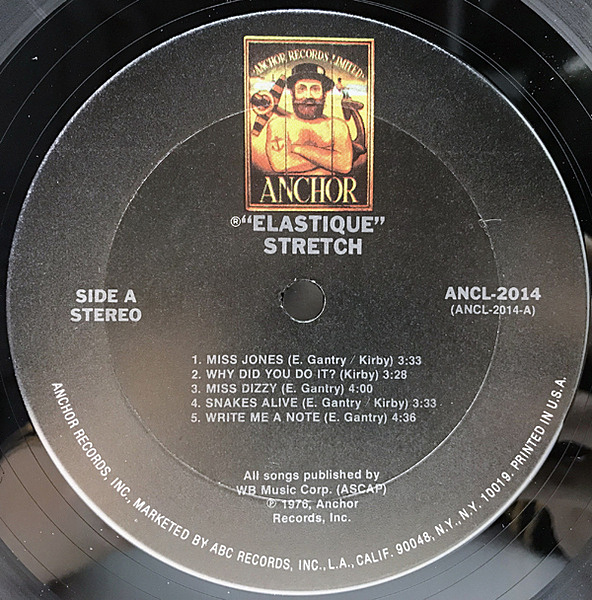 ANCHOR RECORDS LIMITED
ANCHOR
®"ELASTIQUE"
STRETCH
SIDE A
STEREO
ANCL-2014
(ANCL-2014-A)
1. MISS JONES (E. Gantry / Kirby) 3:33
2. WHY DID YOU DO IT? (Kirby) 3:28
3. MISS DIZZY (E. Gantry) 4:00
4. SNAKES ALIVE (E. Gantry / Kirby) 3:33
5. WRITE ME A NOTE (E. Gantry) 4:36
All songs published by
WB Music Corp. (ASCAP)
℗ 1976, Anchor
Records, Inc.
ANCHOR RECORDS, INC., MARKETED BY ABC RECORDS, INC., L.A., CALIF. 90048, N.Y., N.Y. 10019. PRINTED IN U.S.A.